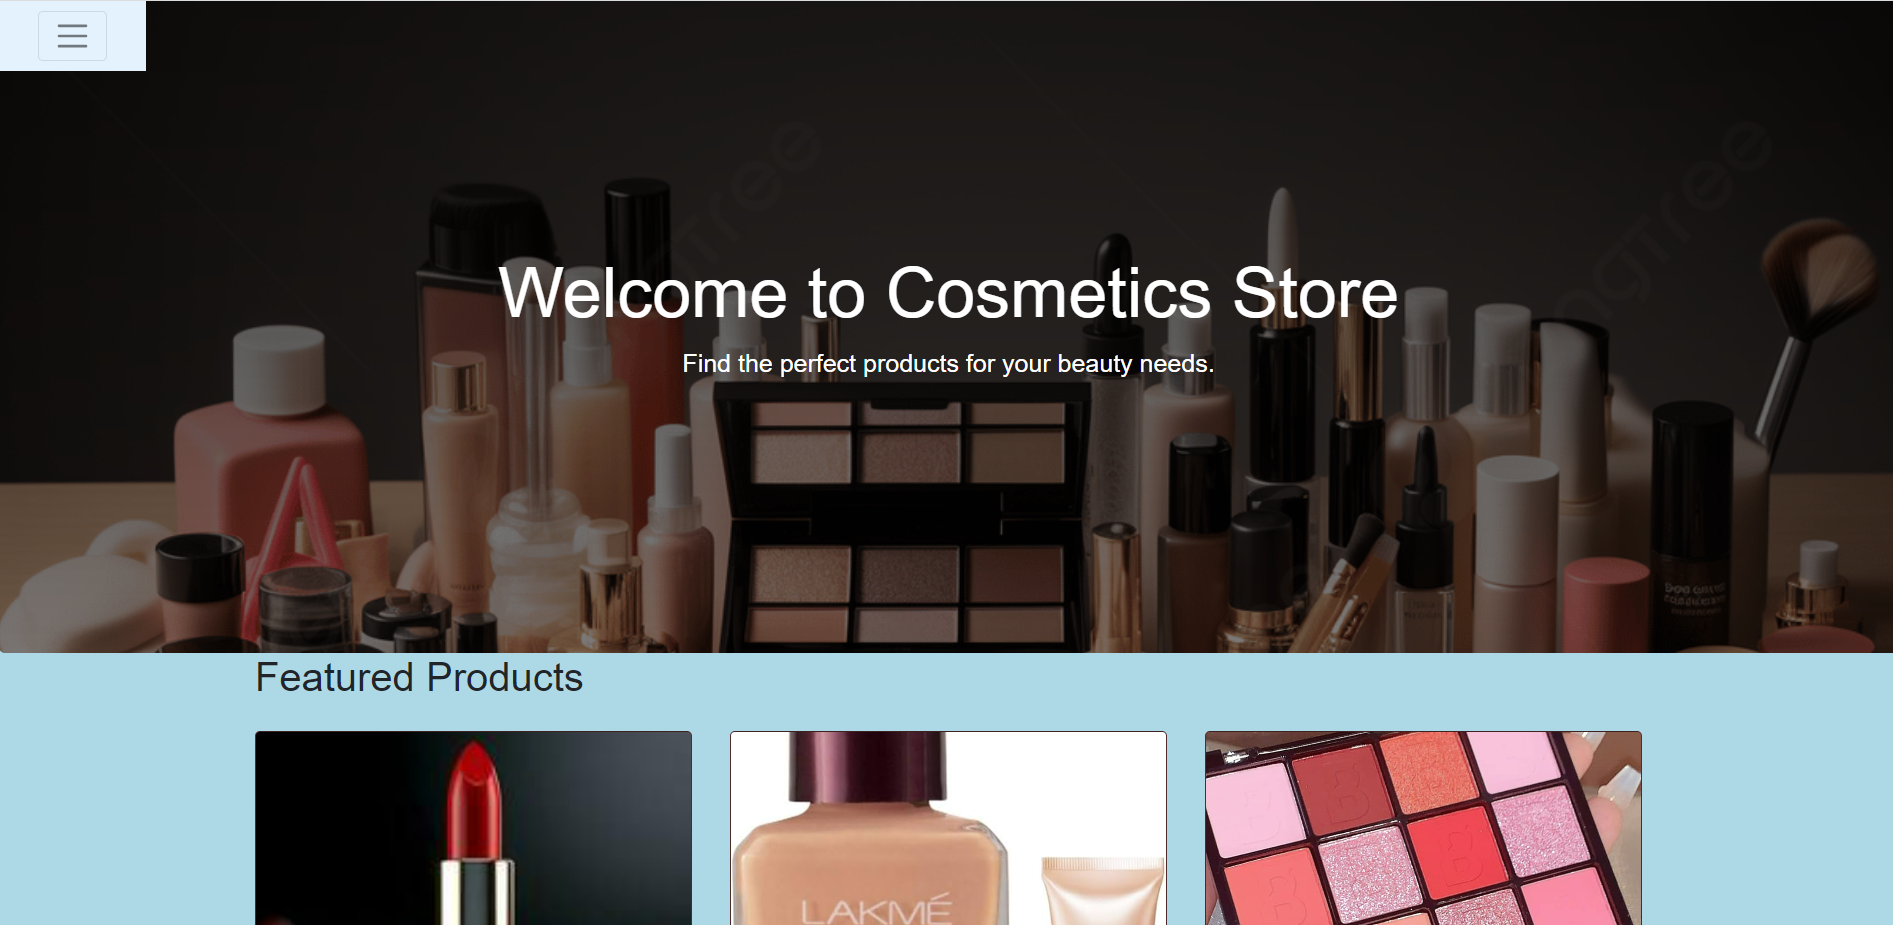 Welcome to Cosmetics Store
Find the perfect products for your beauty needs.
Featured Products
LAKMÉ